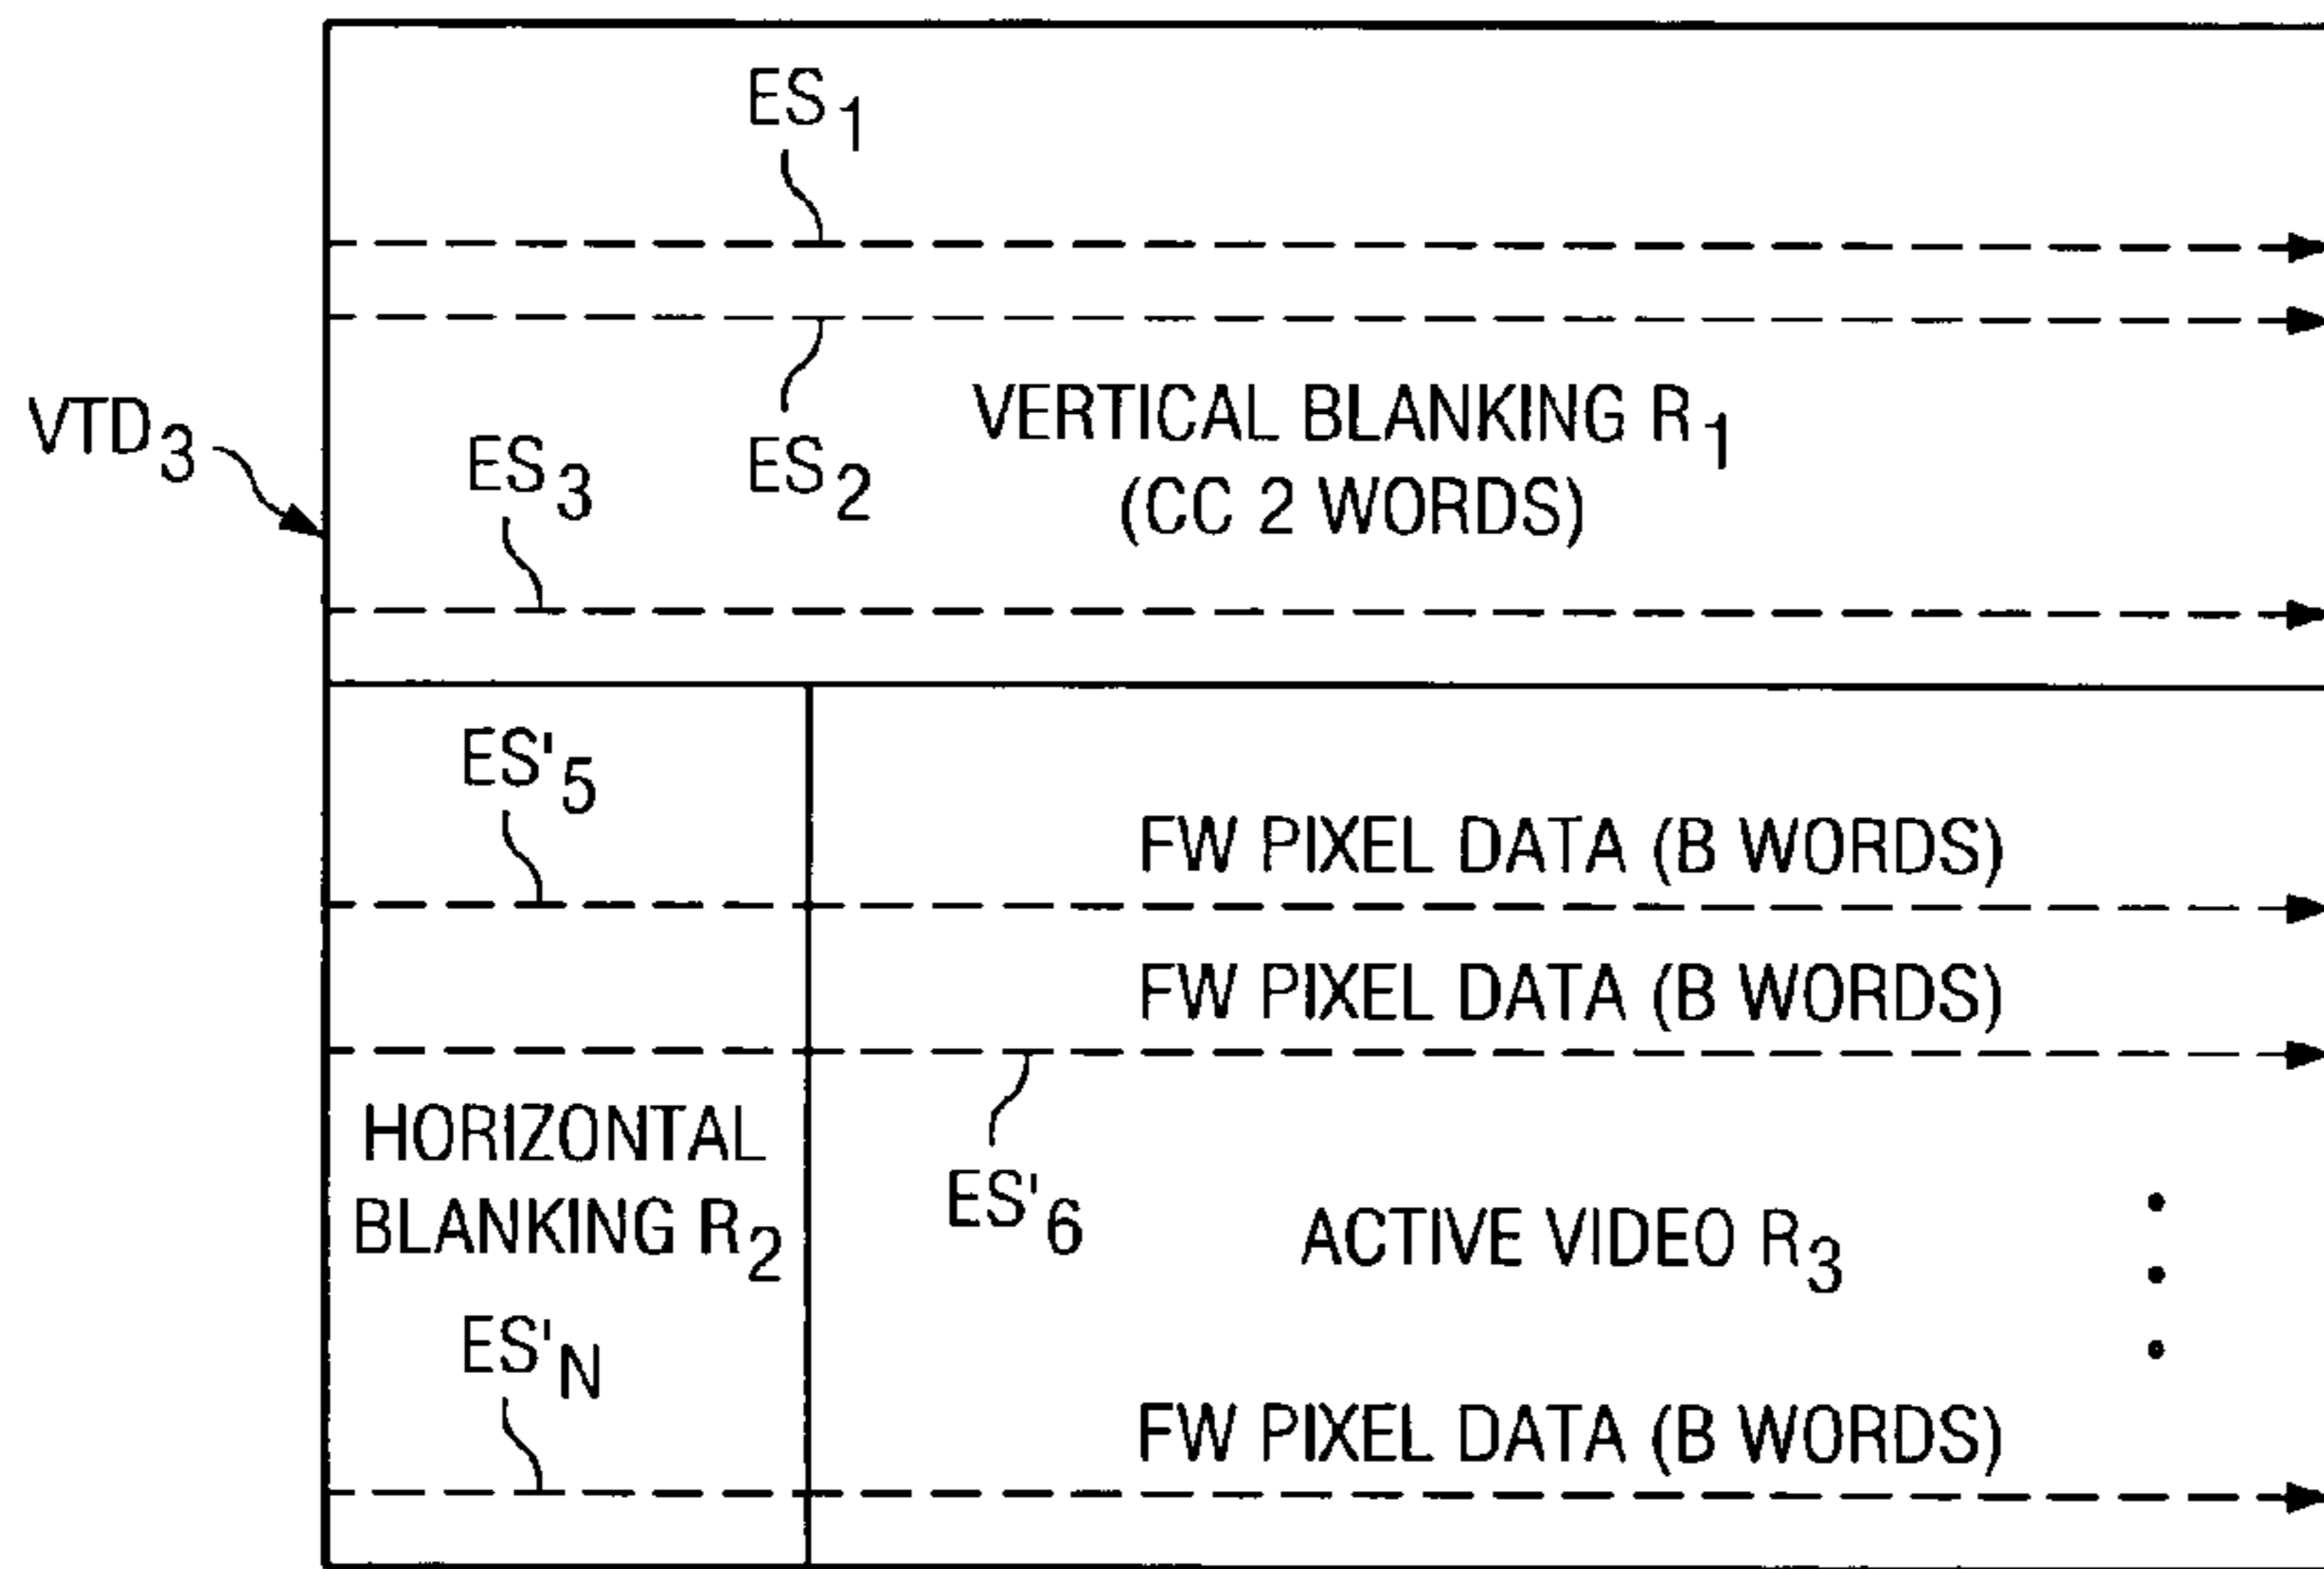 ES1
VTD3
ES3
ES2
VERTICAL BLANKING R1
(CC 2 WORDS)
ES'5
FW PIXEL DATA (B WORDS)
FW PIXEL DATA (B WORDS)
HORIZONTAL
BLANKING R2
ES'6
ACTIVE VIDEO R3
ES'N
FW PIXEL DATA (B WORDS)